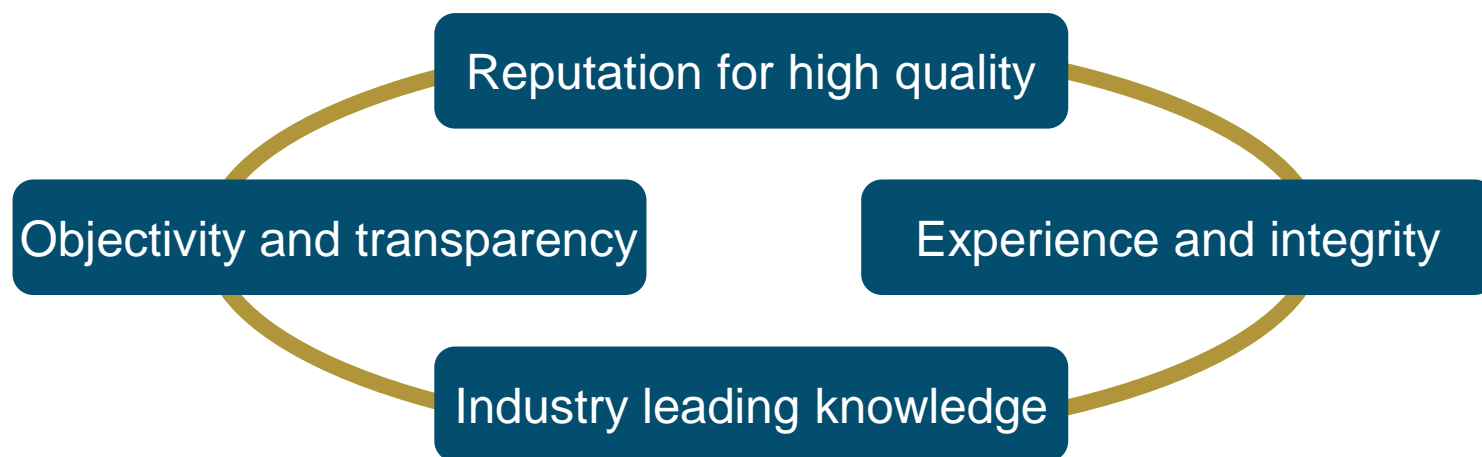 Reputation for high quality
Objectivity and transparency
Experience and integrity
Industry leading knowledge